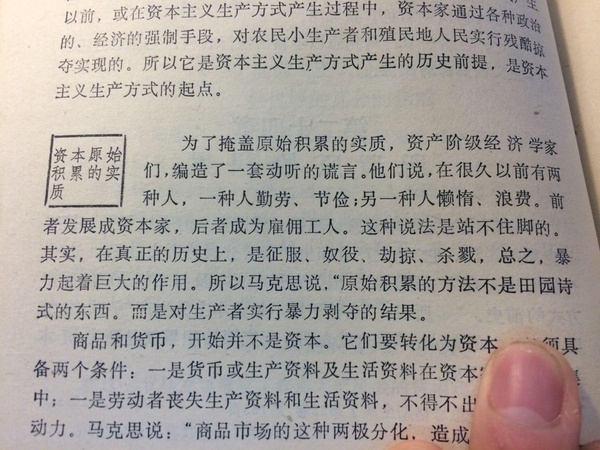 以前，或在资本主义生产方式产生过程中，资本家通过各种政治
的、经济的强制手段，对农民小生产者和殖民地人民实行残酷掠
夺实现的。所以它是资本主义生产方式产生的历史前提，是资本
主义生产方式的起点。
资本原始
积累的实
质
为了掩盖原始积累的实质，资产阶级经济学家
们，编造了一套动听的谎言。他们说，在很久以前有两
种人，一种人勤劳、节俭；另一种人懒惰、浪费。前
者发展成资本家，后者成为雇佣工人。这种说法是站不住脚的。
其实，在真正的历史上，是征服、奴役、劫掠、杀戮，总之，暴
力起着巨大的作用。所以马克思说，“原始积累的方法不是田园诗
式的东西。而是对生产者实行暴力剥夺的结果。
商品和货币，开始并不是资本。它们要转化为资本 须具
备两个条件：一是货币或生产资料及生活资料在资本
中；一是劳动者丧失生产资料和生活资料，不得不出
动力。马克思说：“商品市场的这种两极分化，造成